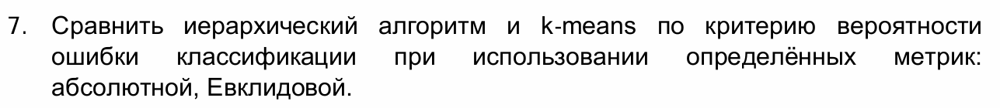 7. Сравнить иерархический алгоритм и k-means по критерию вероятности
ошибки классификации при использовании определённых метрик:
абсолютной, Евклидовой.